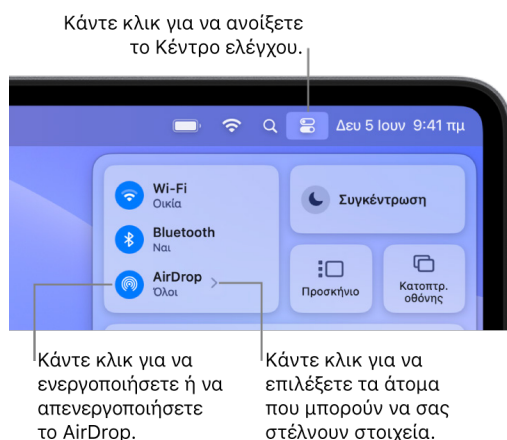 Κάντε κλικ για να ανοίξετε
το Κέντρο ελέγχου.
Δευ 5 Ιουν 9:41 πμ
Wi-Fi
Οικία
Bluetooth
Ναι
AirDrop
Όλοι
Συγκέντρωση
Προσκήνιο
Κατοπτρ.
οθόνης
Κάντε κλικ για να
ενεργοποιήσετε ή να
απενεργοποιήσετε
το AirDrop.
Κάντε κλικ για να
επιλέξετε τα άτομα
που μπορούν να σας
στέλνουν στοιχεία.